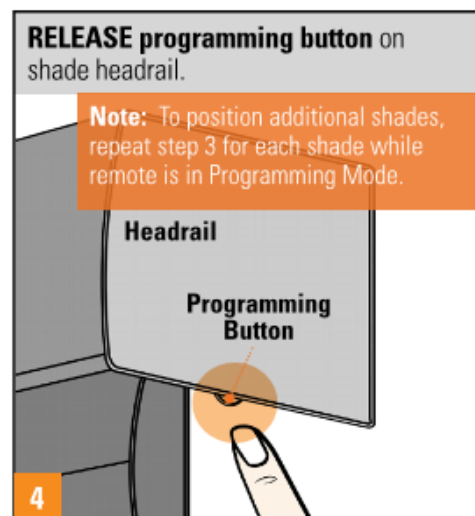 RELEASE programming button on
shade headrail.
Note: To position additional shades,
repeat step 3 for each shade while
remote is in Programming Mode.
Headrail
Programming
Button
4